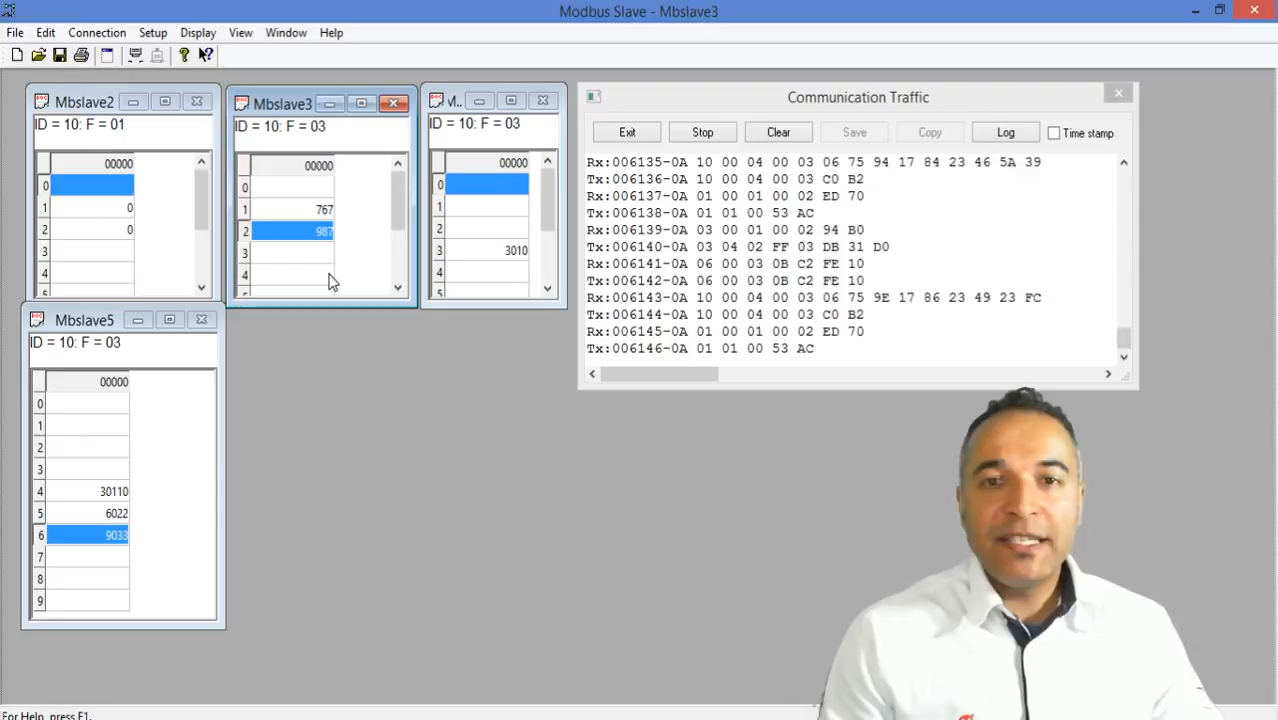 Modbus Slave - Mbslave3
File Edit Connection Setup Display View Window Help
Mbslave2
ID = 10: F = 01
00000
0
1 0
2 0
3
4
Mbslave3
ID = 10: F = 03
00000
0
1 767
2 987
3
4
ID = 10: F = 03
00000
0
1
2
3 3010
4
Mbslave5
ID = 10: F = 03
00000
0
1
2
3
4 30110
5 6022
6 9033
7
8
9
Communication Traffic
Exit Stop Clear Save Copy Log Time stamp
Rx:006135-0A 10 00 04 00 03 06 75 94 17 84 23 46 5A 39
Tx:006136-0A 10 00 04 00 03 C0 B2
Rx:006137-0A 01 00 01 00 02 ED 70
Tx:006138-0A 01 01 00 53 AC
Rx:006139-0A 03 00 01 00 02 94 B0
Tx:006140-0A 03 04 02 FF 03 DB 31 D0
Rx:006141-0A 06 00 03 0B C2 FE 10
Tx:006142-0A 06 00 03 0B C2 FE 10
Rx:006143-0A 10 00 04 00 03 06 75 9E 17 86 23 49 23 FC
Tx:006144-0A 10 00 04 00 03 C0 B2
Rx:006145-0A 01 00 01 00 02 ED 70
Tx:006146-0A 01 01 00 53 AC
For Help, press F1.